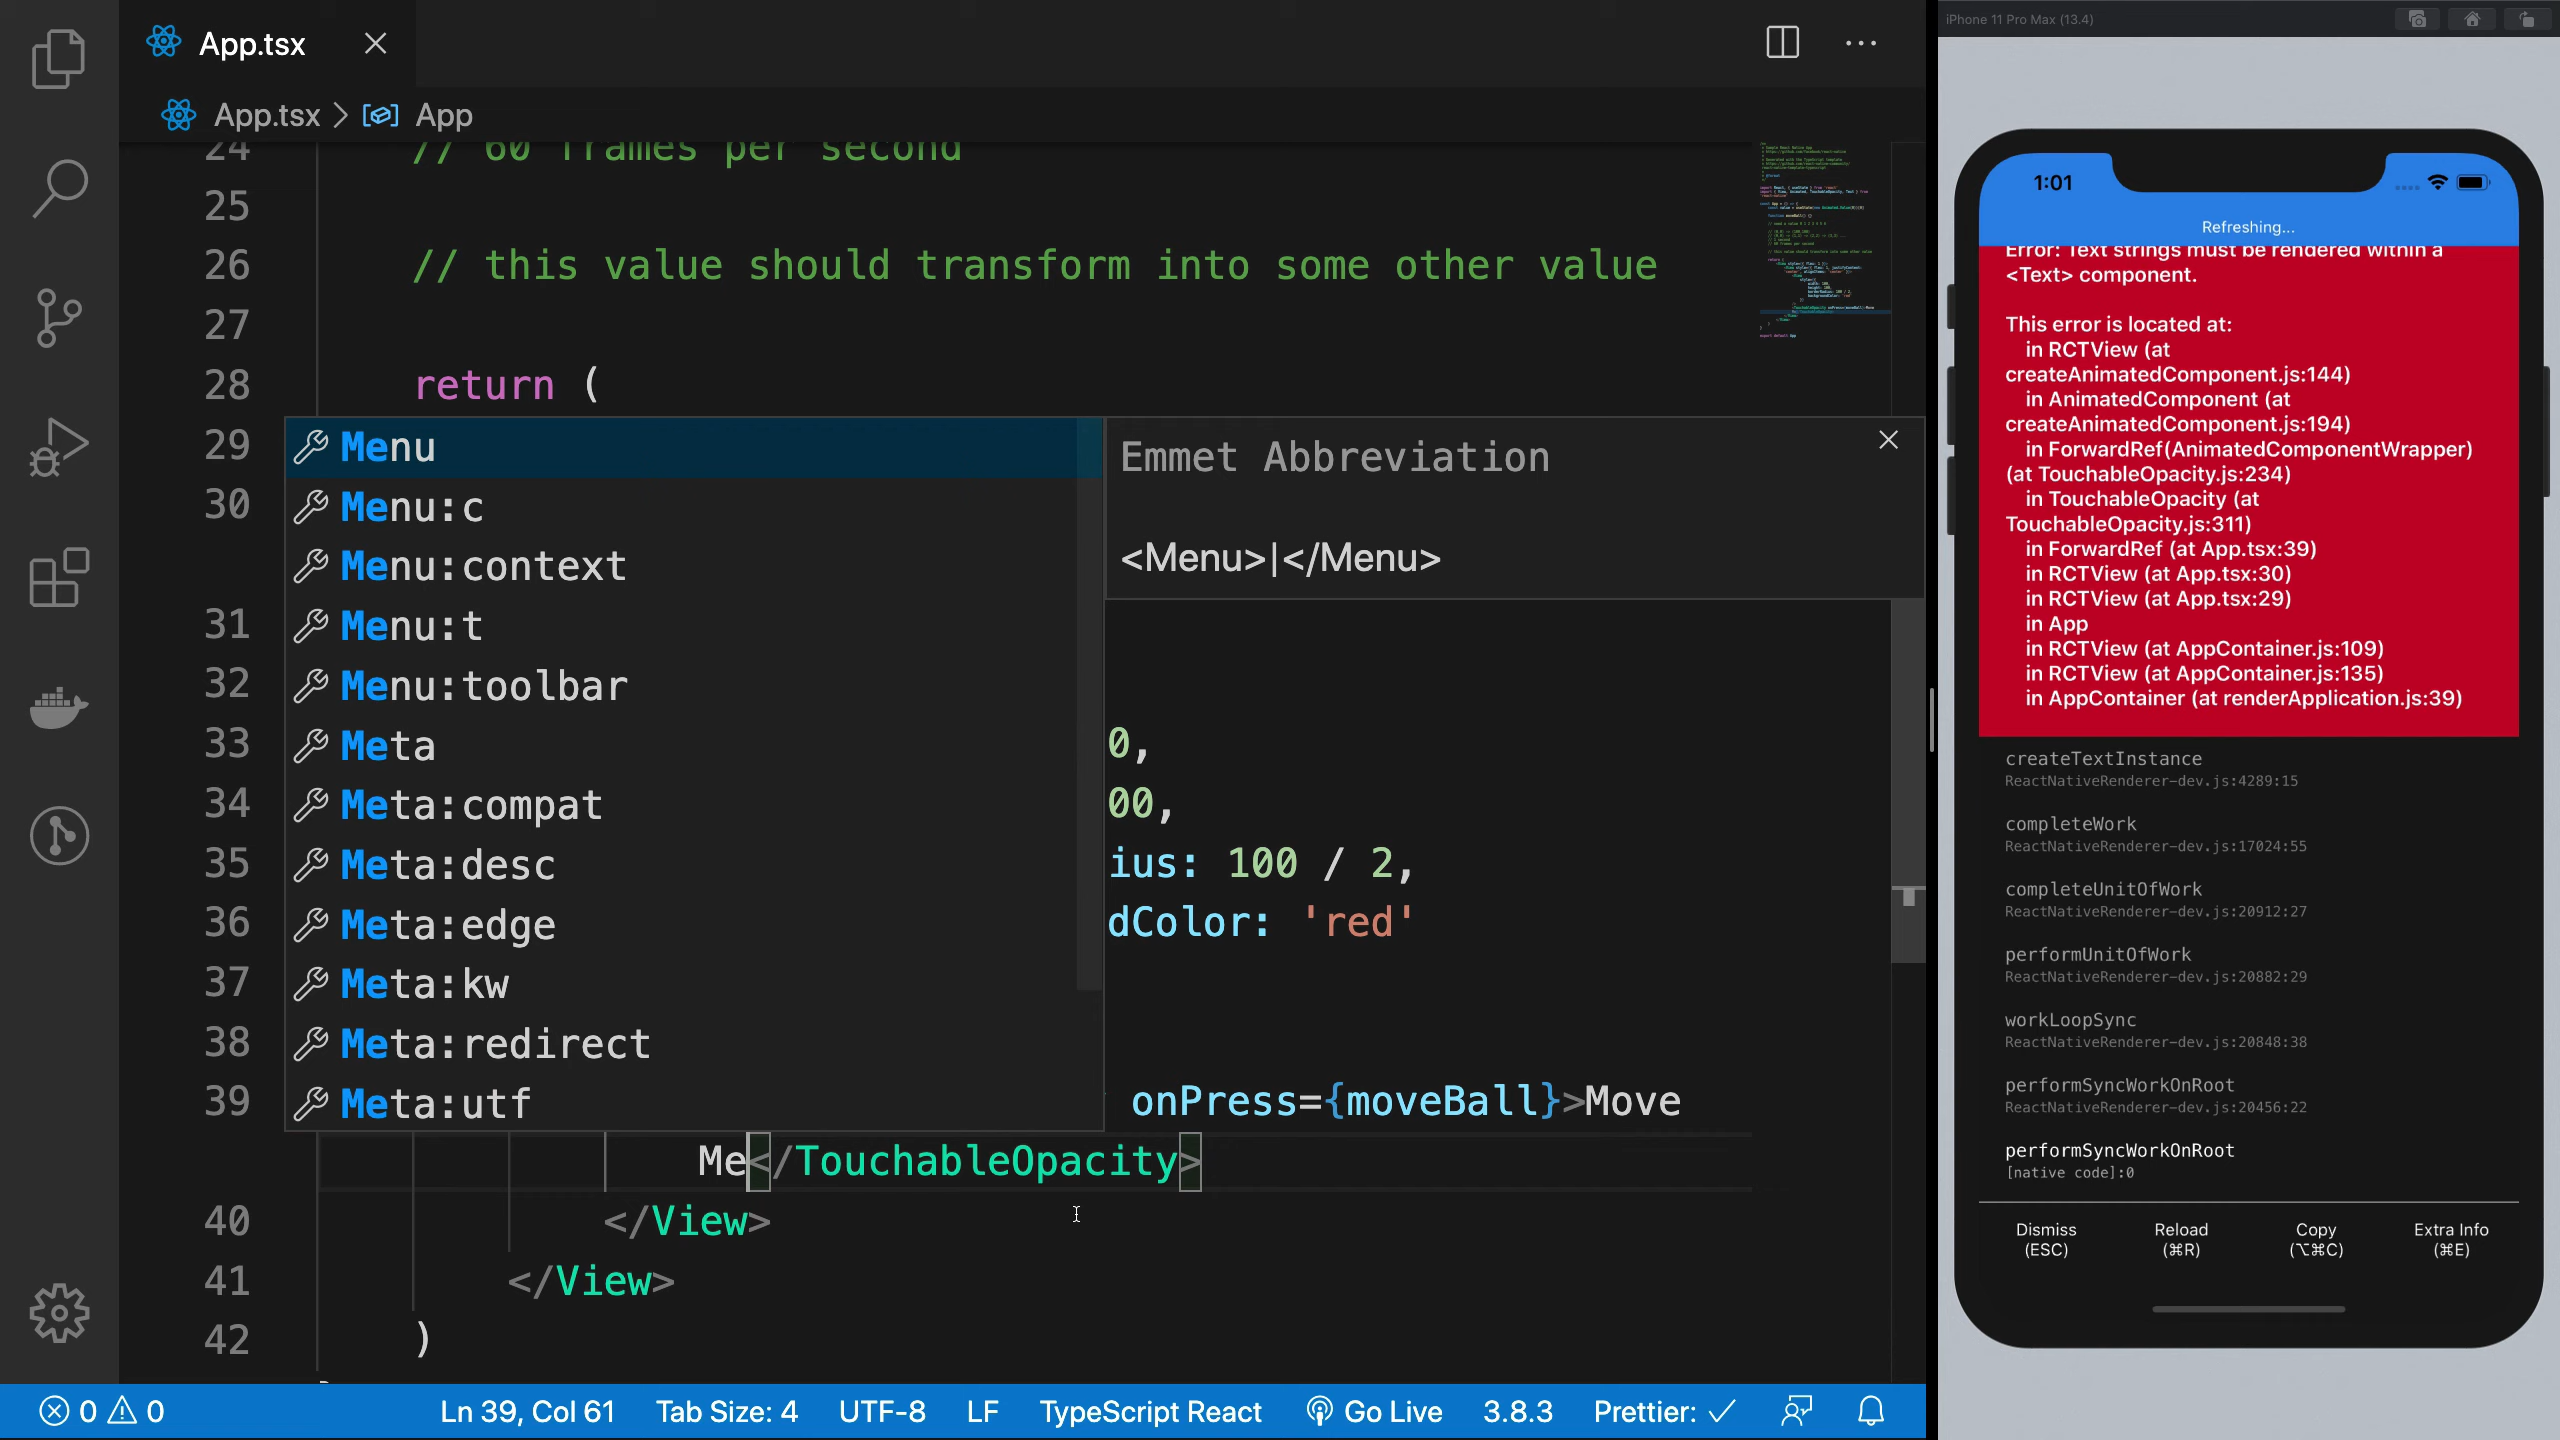 App.tsx
App.tsx > App
24 // 60 frames per second
25
26 // this value should transform into some other value
27
28 return (
29
30
31
32
33 0,
34 00,
35 ius: 100 / 2,
36 dColor: 'red'
37
38
39 onPress={moveBall}>Move
Me</TouchableOpacity>
40 </View>
41 </View>
42 )
Menu
Menu:c
Menu:context
Menu:t
Menu:toolbar
Meta
Meta:compat
Meta:desc
Meta:edge
Meta:kw
Meta:redirect
Meta:utf
Emmet Abbreviation
<Menu>|</Menu>
0 0
Ln 39, Col 61
Tab Size: 4
UTF-8
LF
TypeScript React
Go Live
3.8.3
Prettier: ✓
iPhone 11 Pro Max (13.4)
1:01
Refreshing...
Error: Text strings must be rendered within a
<Text> component.
This error is located at:
in RCTView (at
createAnimatedComponent.js:144)
in AnimatedComponent (at
createAnimatedComponent.js:194)
in ForwardRef(AnimatedComponentWrapper)
(at TouchableOpacity.js:234)
in TouchableOpacity (at
TouchableOpacity.js:311)
in ForwardRef (at App.tsx:39)
in RCTView (at App.tsx:30)
in RCTView (at App.tsx:29)
in App
in RCTView (at AppContainer.js:109)
in RCTView (at AppContainer.js:135)
in AppContainer (at renderApplication.js:39)
createTextInstance
ReactNativeRenderer-dev.js:4289:15
completeWork
ReactNativeRenderer-dev.js:17024:55
completeUnitOfWork
ReactNativeRenderer-dev.js:20912:27
performUnitOfWork
ReactNativeRenderer-dev.js:20882:29
workLoopSync
ReactNativeRenderer-dev.js:20848:38
performSyncWorkOnRoot
ReactNativeRenderer-dev.js:20456:22
performSyncWorkOnRoot
[native code]:0
Dismiss
(ESC)
Reload
(⌘R)
Copy
(⌥⌘C)
Extra Info
(⌘E)